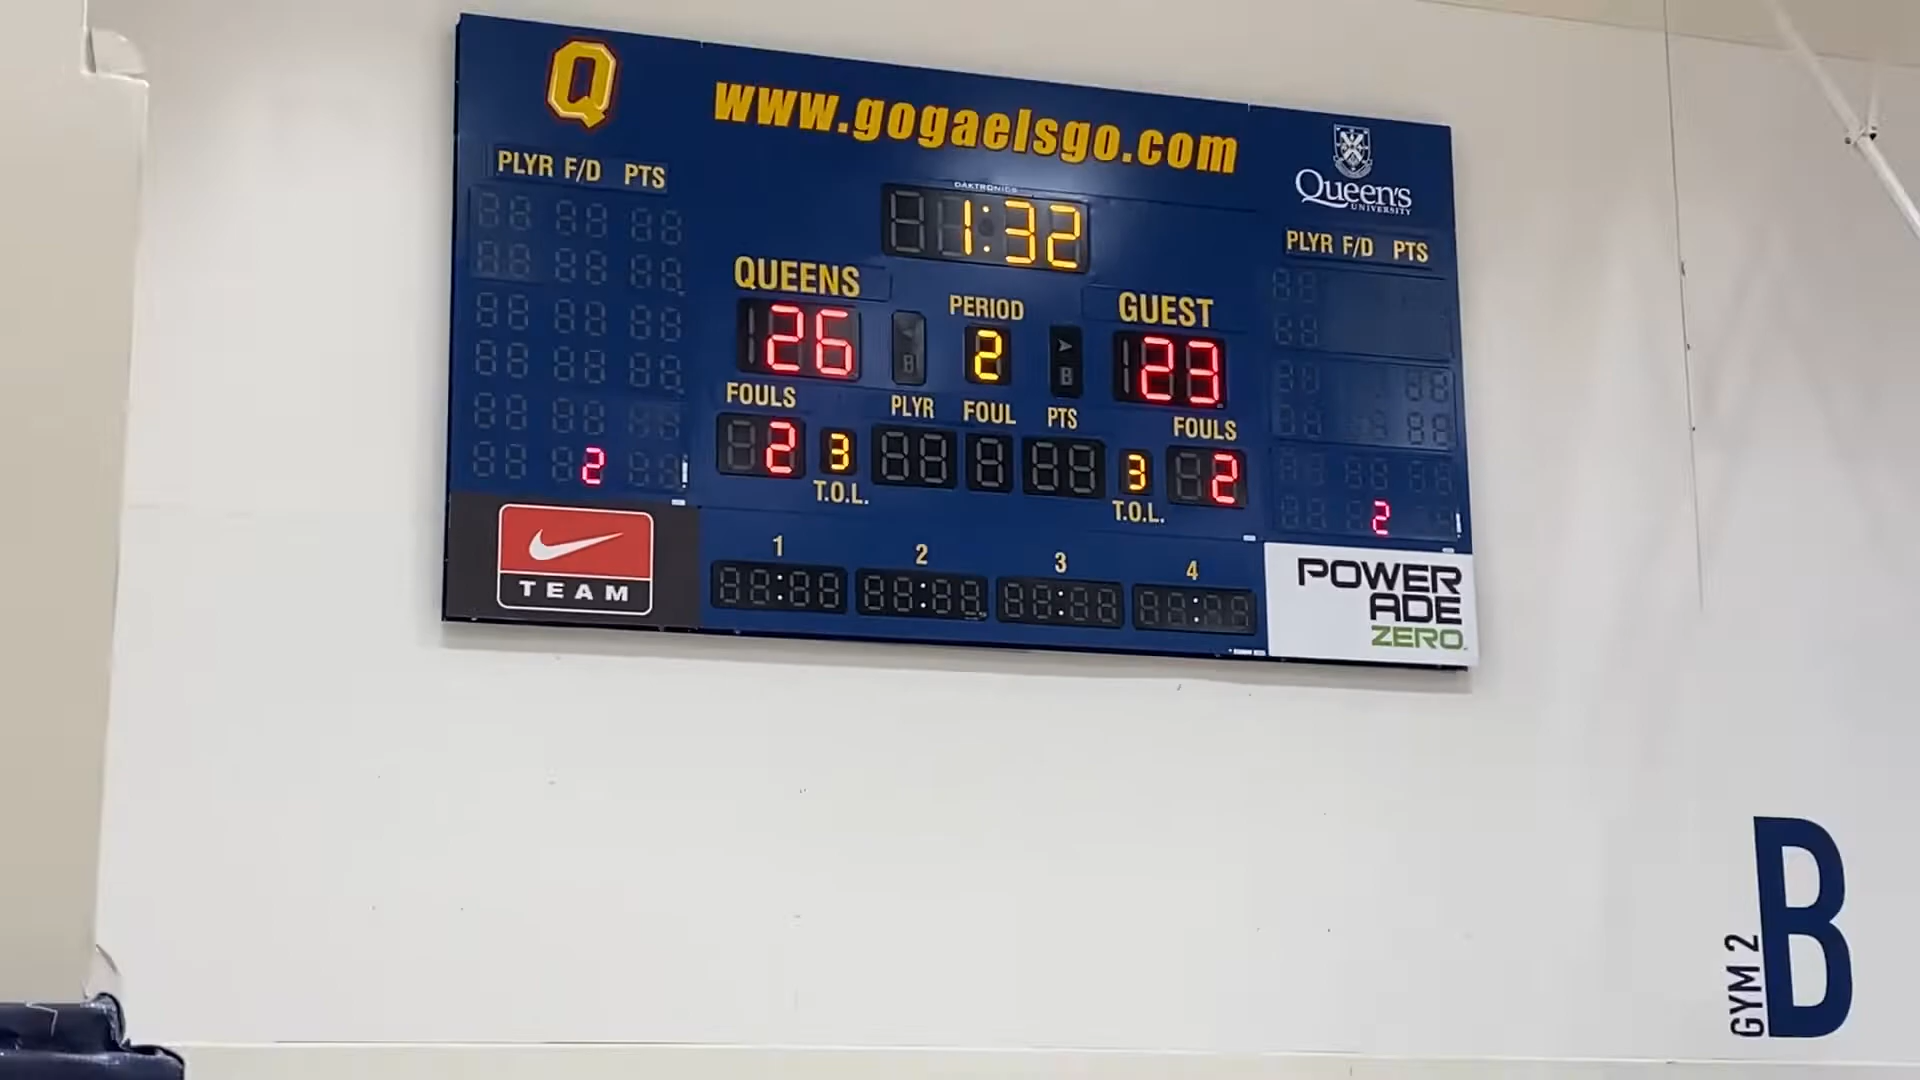 Q
www.gogaelsgo.com
Queen's
UNIVERSITY
DAKTRONICS
1:32
PLYR F/D PTS
PLYR F/D PTS
QUEENS
PERIOD
GUEST
26
2
23
B
B
FOULS
PLYR FOUL PTS
FOULS
2
2 3
3 2
2
T.O.L.
T.O.L.
1 2 3 4
TEAM
POWER
ADE
ZERO
GYM 2
B